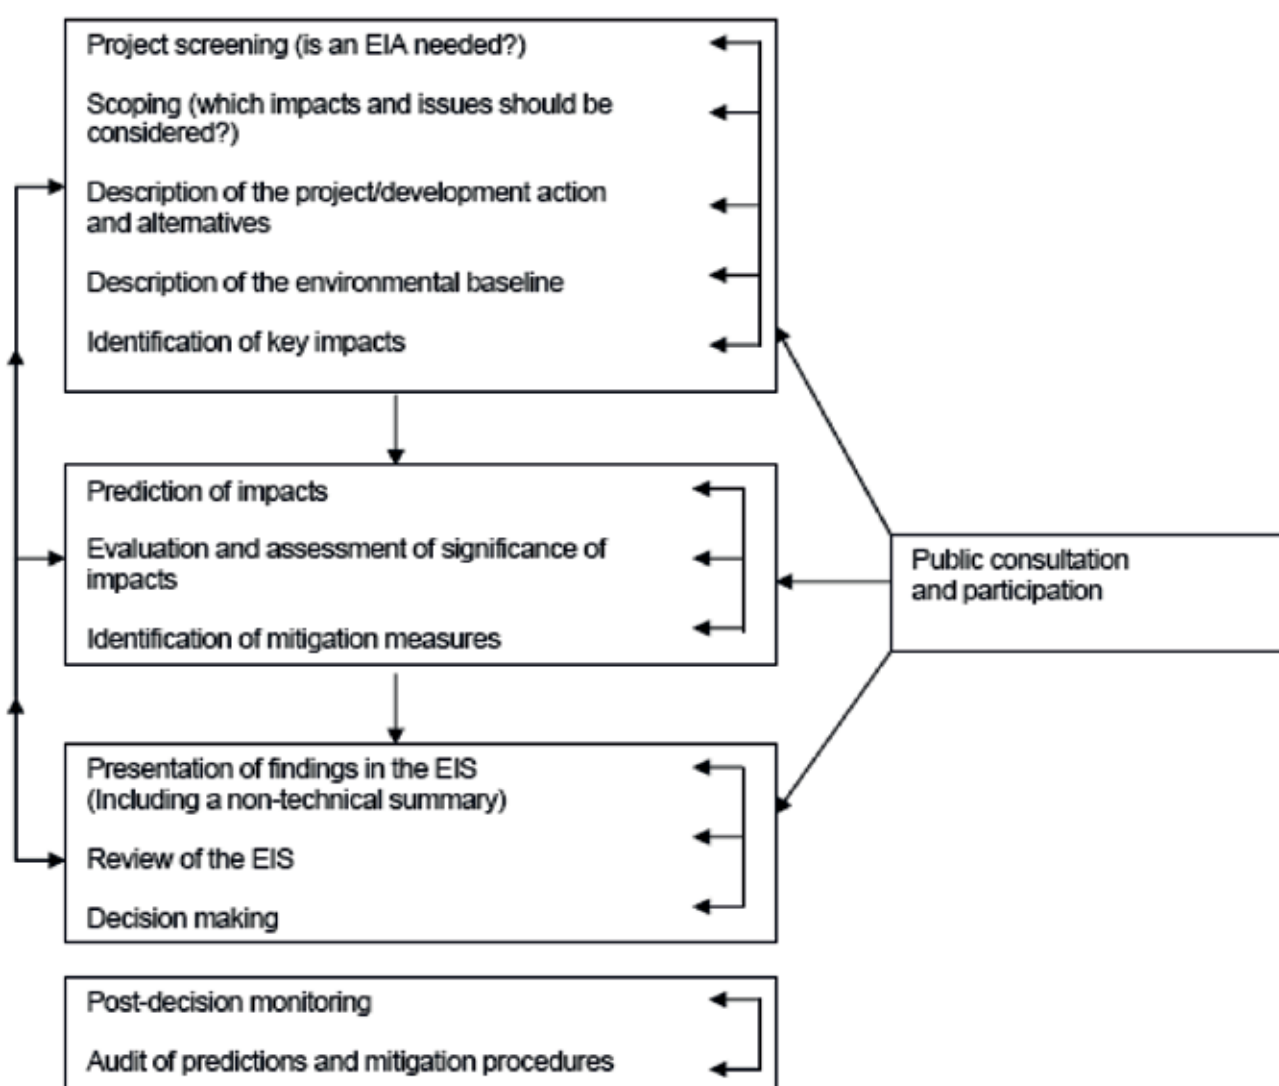 Project screening (is an EIA needed?)
Scoping (which impacts and issues should be
considered?)
Description of the project/development action
and alternatives
Description of the environmental baseline
Identification of key impacts
Prediction of impacts
Evaluation and assessment of significance of
impacts
Identification of mitigation measures
Public consultation
and participation
Presentation of findings in the EIS
(Including a non-technical summary)
Review of the EIS
Decision making
Post-decision monitoring
Audit of predictions and mitigation procedures